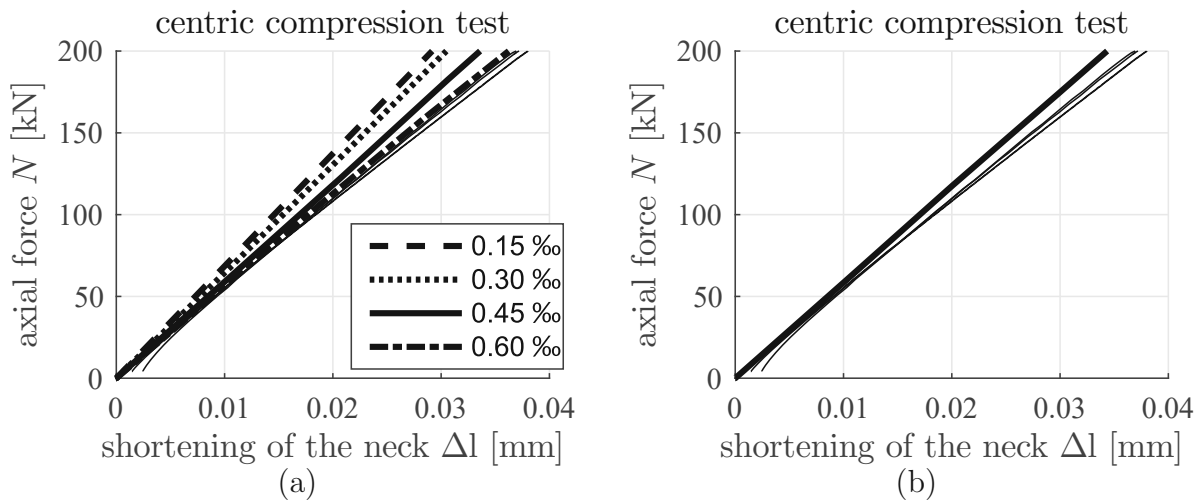 centric compression test
200
150
100
50
0
axial force N [kN]
0.15 ‰
0.30 ‰
0.45 ‰
0.60 ‰
0 0.01 0.02 0.03 0.04
shortening of the neck Δl [mm]
(a)
centric compression test
200
150
100
50
0
axial force N [kN]
0 0.01 0.02 0.03 0.04
shortening of the neck Δl [mm]
(b)